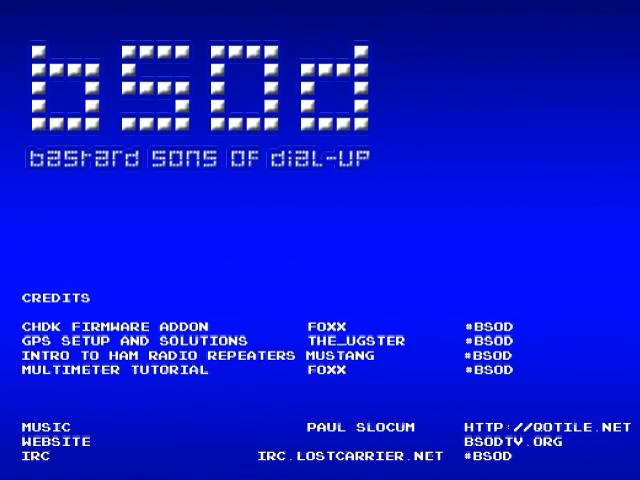 bsod
bastard sons of dial-up
CREDITS
CHDK FIRMWARE ADDON FOXX #BSOD
GPS SETUP AND SOLUTIONS THE_UGSTER #BSOD
INTRO TO HAM RADIO REPEATERS MUSTANG #BSOD
MULTIMETER TUTORIAL FOXX #BSOD
MUSIC PAUL SLOCUM HTTP://QOTILE.NET
WEBSITE BSODTV.ORG
IRC IRC.LOSTCARRIER.NET #BSOD